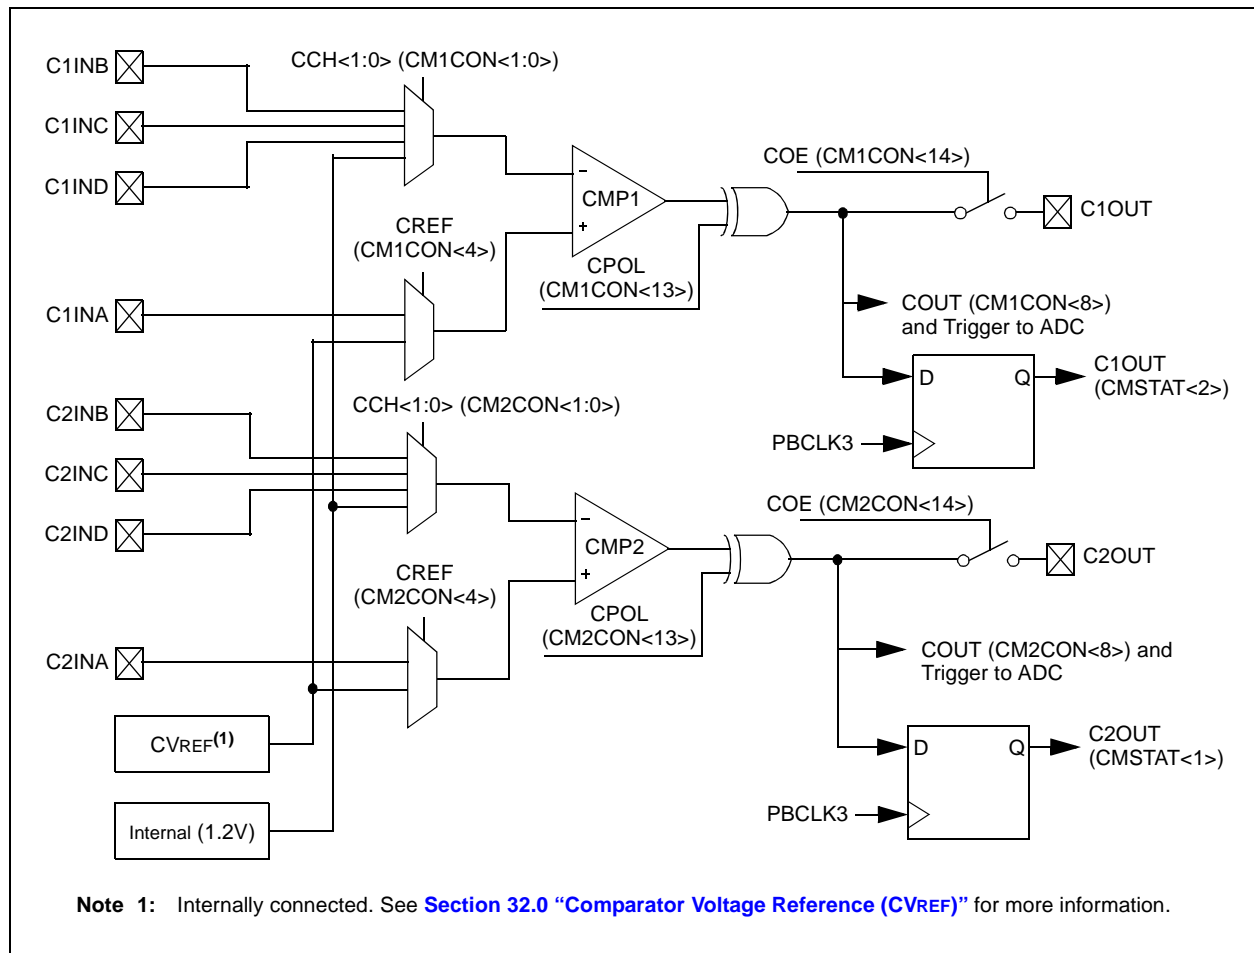 C1INB
CCH<1:0> (CM1CON<1:0>)
C1INC
C1IND
COE (CM1CON<14>)
CMP1
C1OUT
CREF
(CM1CON<4>)
CPOL
(CM1CON<13>)
C1INA
COUT (CM1CON<8>)
and Trigger to ADC
D
Q
C1OUT
(CMSTAT<2>)
PBCLK3
C2INB
CCH<1:0> (CM2CON<1:0>)
C2INC
C2IND
COE (CM2CON<14>)
CMP2
C2OUT
CREF
(CM2CON<4>)
CPOL
(CM2CON<13>)
C2INA
COUT (CM2CON<8>) and
Trigger to ADC
CVREF(1)
D
Q
C2OUT
(CMSTAT<1>)
PBCLK3
Internal (1.2V)
Note 1: Internally connected. See Section 32.0 “Comparator Voltage Reference (CVREF)” for more information.